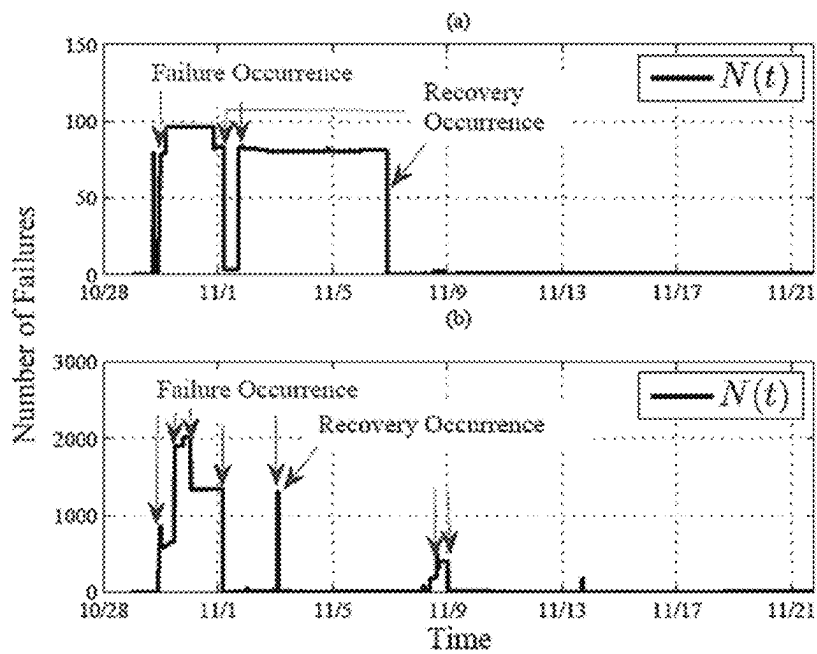 (a)
150
Failure Occurrence
N(t)
Recovery
Occurrence
100
50
0
10/28
11/1
11/5
11/9
11/13
11/17
11/21
Number of Failures
(b)
3000
Failure Occurrence
N(t)
Recovery Occurrence
2000
1000
0
10/28
11/1
11/5
11/9
11/13
11/17
11/21
Time